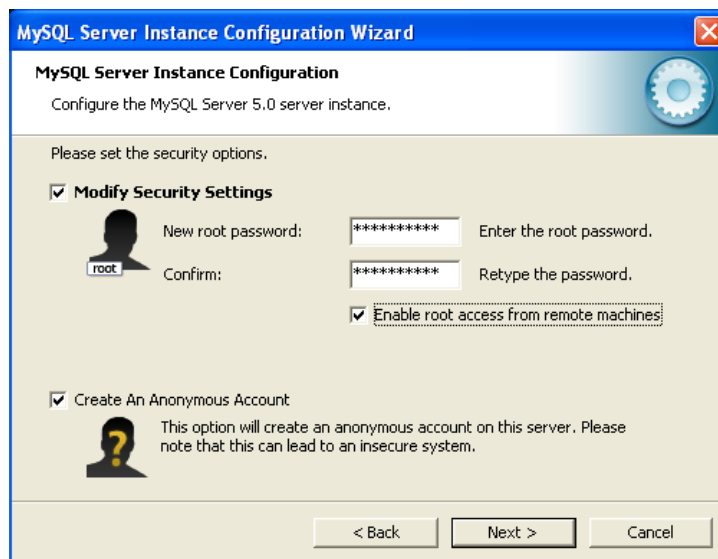 MySQL Server Instance Configuration Wizard
MySQL Server Instance Configuration
Configure the MySQL Server 5.0 server instance.
Please set the security options.
Modify Security Settings
New root password: ********** Enter the root password.
root
Confirm: ********** Retype the password.
Enable root access from remote machines
Create An Anonymous Account
This option will create an anonymous account on this server. Please
note that this can lead to an insecure system.
< Back Next > Cancel